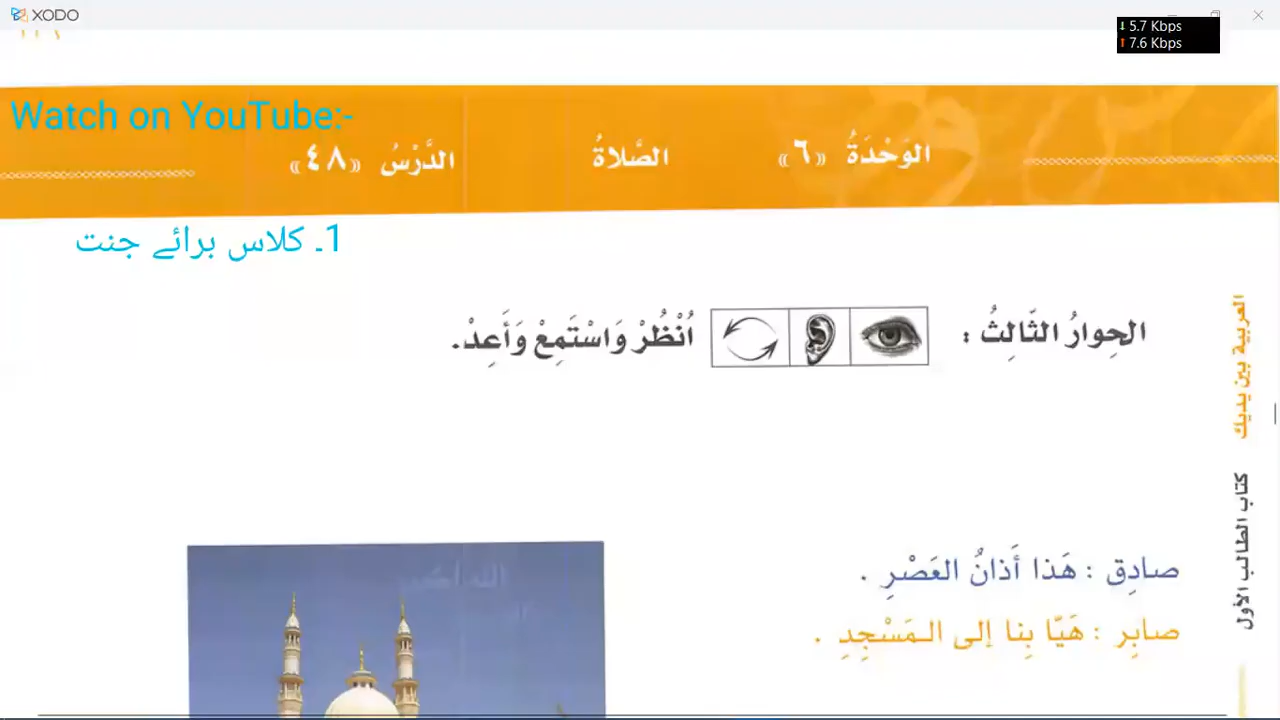 XODO
↓ 5.7 Kbps
↑ 7.6 Kbps
Watch on YouTube:-
الوَحْدَةُ «٦» الصَّلاةُ الدَّرْسُ «٤٨»
1۔ کلاس برائے جنت
الحِوارُ الثَّالِثُ : اُنْظُرْ وَاسْتَمِعْ وَأَعِدْ.
صادِق : هَذا أَذانُ العَصْرِ .
صابِر : هَيَّا بِنا إلى الـمَسْجِدِ .
العربية بين يديك
كتاب الطالب الأول